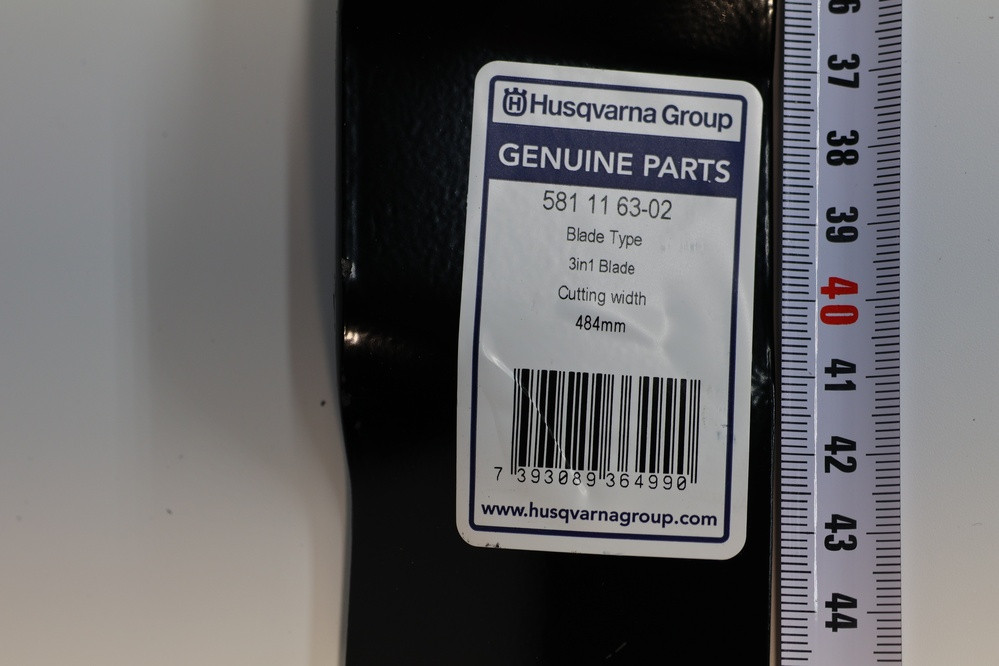 Husqvarna Group
GENUINE PARTS
581 11 63-02
Blade Type
3in1 Blade
Cutting width
484mm
7 393089 364990
www.husqvarnagroup.com
37
38
39
40
41
42
43
44